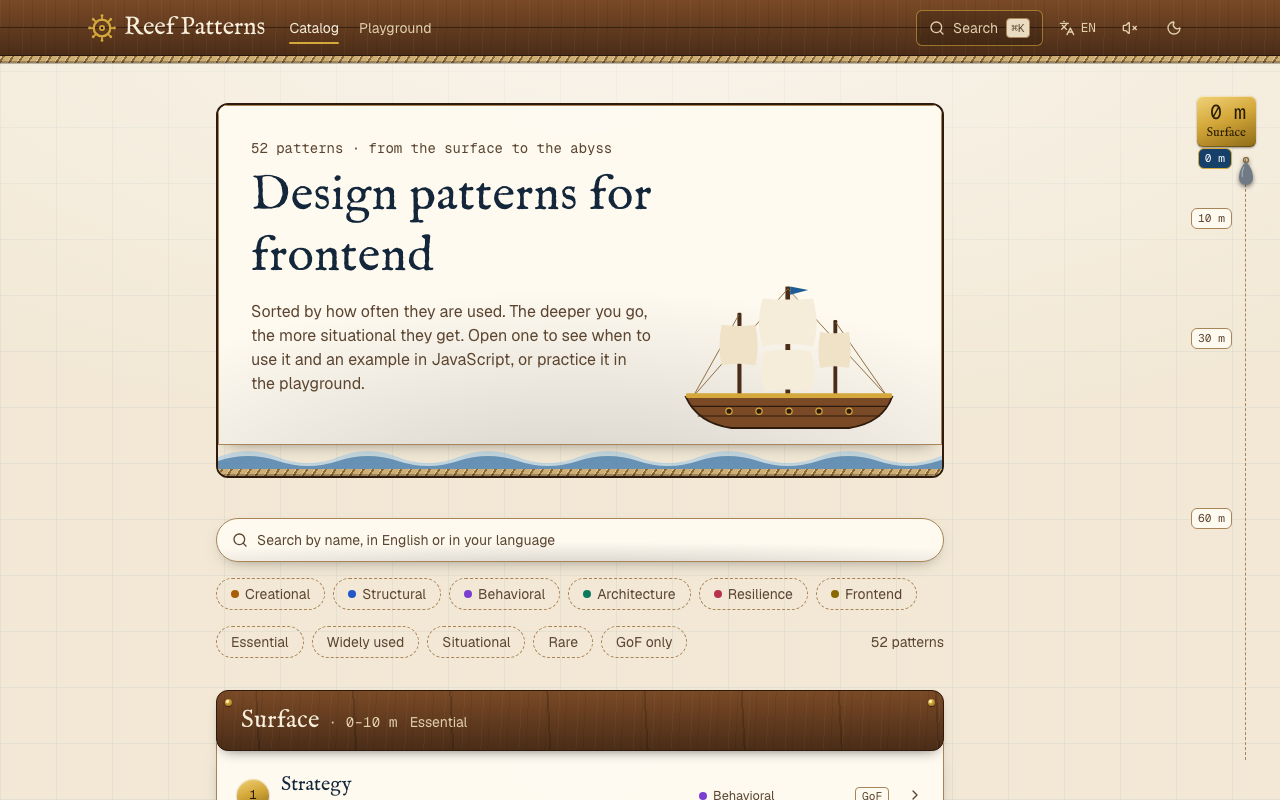 Reef Patterns
Catalog
Playground
Search
⌘K
EN
0 m
Surface
0 m
10 m
30 m
60 m
52 patterns · from the surface to the abyss
Design patterns for
frontend
Sorted by how often they are used. The deeper you go,
the more situational they get. Open one to see when to
use it and an example in JavaScript, or practice it in
the playground.
Search by name, in English or in your language
Creational
Structural
Behavioral
Architecture
Resilience
Frontend
Essential
Widely used
Situational
Rare
GoF only
52 patterns
Surface · 0–10 m Essential
1
Strategy
Behavioral
GoF